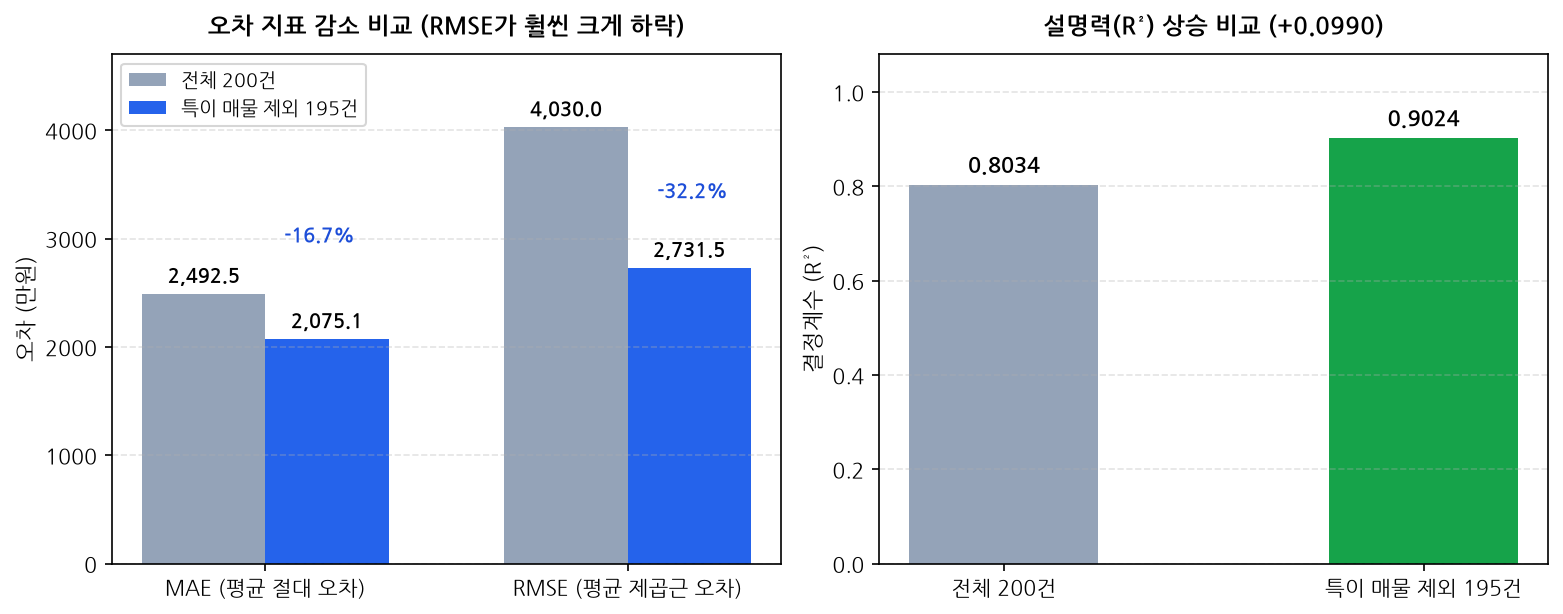 오차 지표 감소 비교 (RMSE가 훨씬 크게 하락)
전체 200건
특이 매물 제외 195건
오차 (만원)
4000
3000
2000
1000
0
2,492.5
-16.7%
2,075.1
4,030.0
-32.2%
2,731.5
MAE (평균 절대 오차)
RMSE (평균 제곱근 오차)
설명력(R²) 상승 비교 (+0.0990)
결정계수 (R²)
1.0
0.8
0.6
0.4
0.2
0.0
0.8034
0.9024
전체 200건
특이 매물 제외 195건